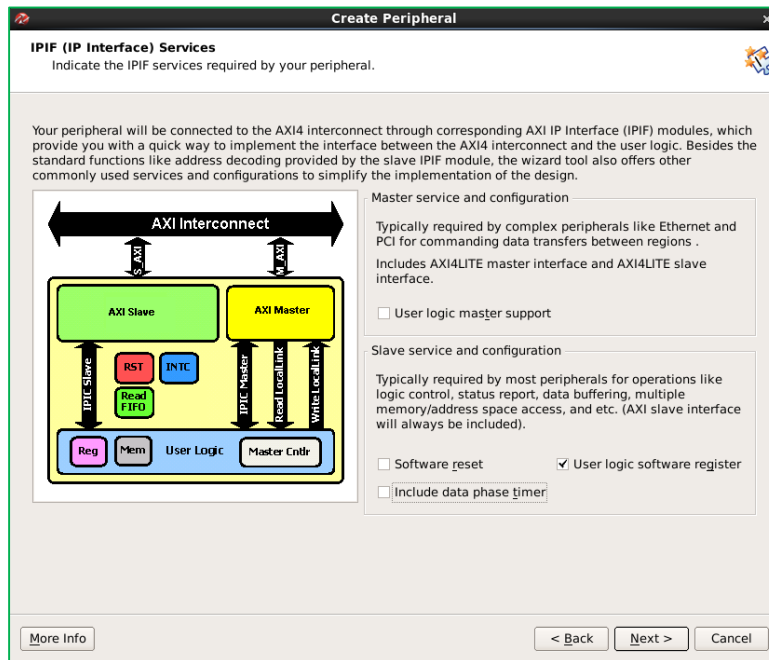 Create Peripheral
IPIF (IP Interface) Services
Indicate the IPIF services required by your peripheral.
Your peripheral will be connected to the AXI4 interconnect through corresponding AXI IP Interface (IPIF) modules, which
provide you with a quick way to implement the interface between the AXI4 interconnect and the user logic. Besides the
standard functions like address decoding provided by the slave IPIF module, the wizard tool also offers other
commonly used services and configurations to simplify the implementation of the design.
AXI Interconnect
S_AXI
M_AXI
AXI Slave
AXI Master
IPIC Slave
RST
INTC
Read
FIFO
IPIC Master
Read LocalLink
Write LocalLink
Reg
Mem
User Logic
Master Cntlr
Master service and configuration
Typically required by complex peripherals like Ethernet and
PCI for commanding data transfers between regions .
Includes AXI4LITE master interface and AXI4LITE slave
interface.
User logic master support
Slave service and configuration
Typically required by most peripherals for operations like
logic control, status report, data buffering, multiple
memory/address space access, and etc. (AXI slave interface
will always be included).
Software reset
User logic software register
Include data phase timer
More Info
< Back
Next >
Cancel